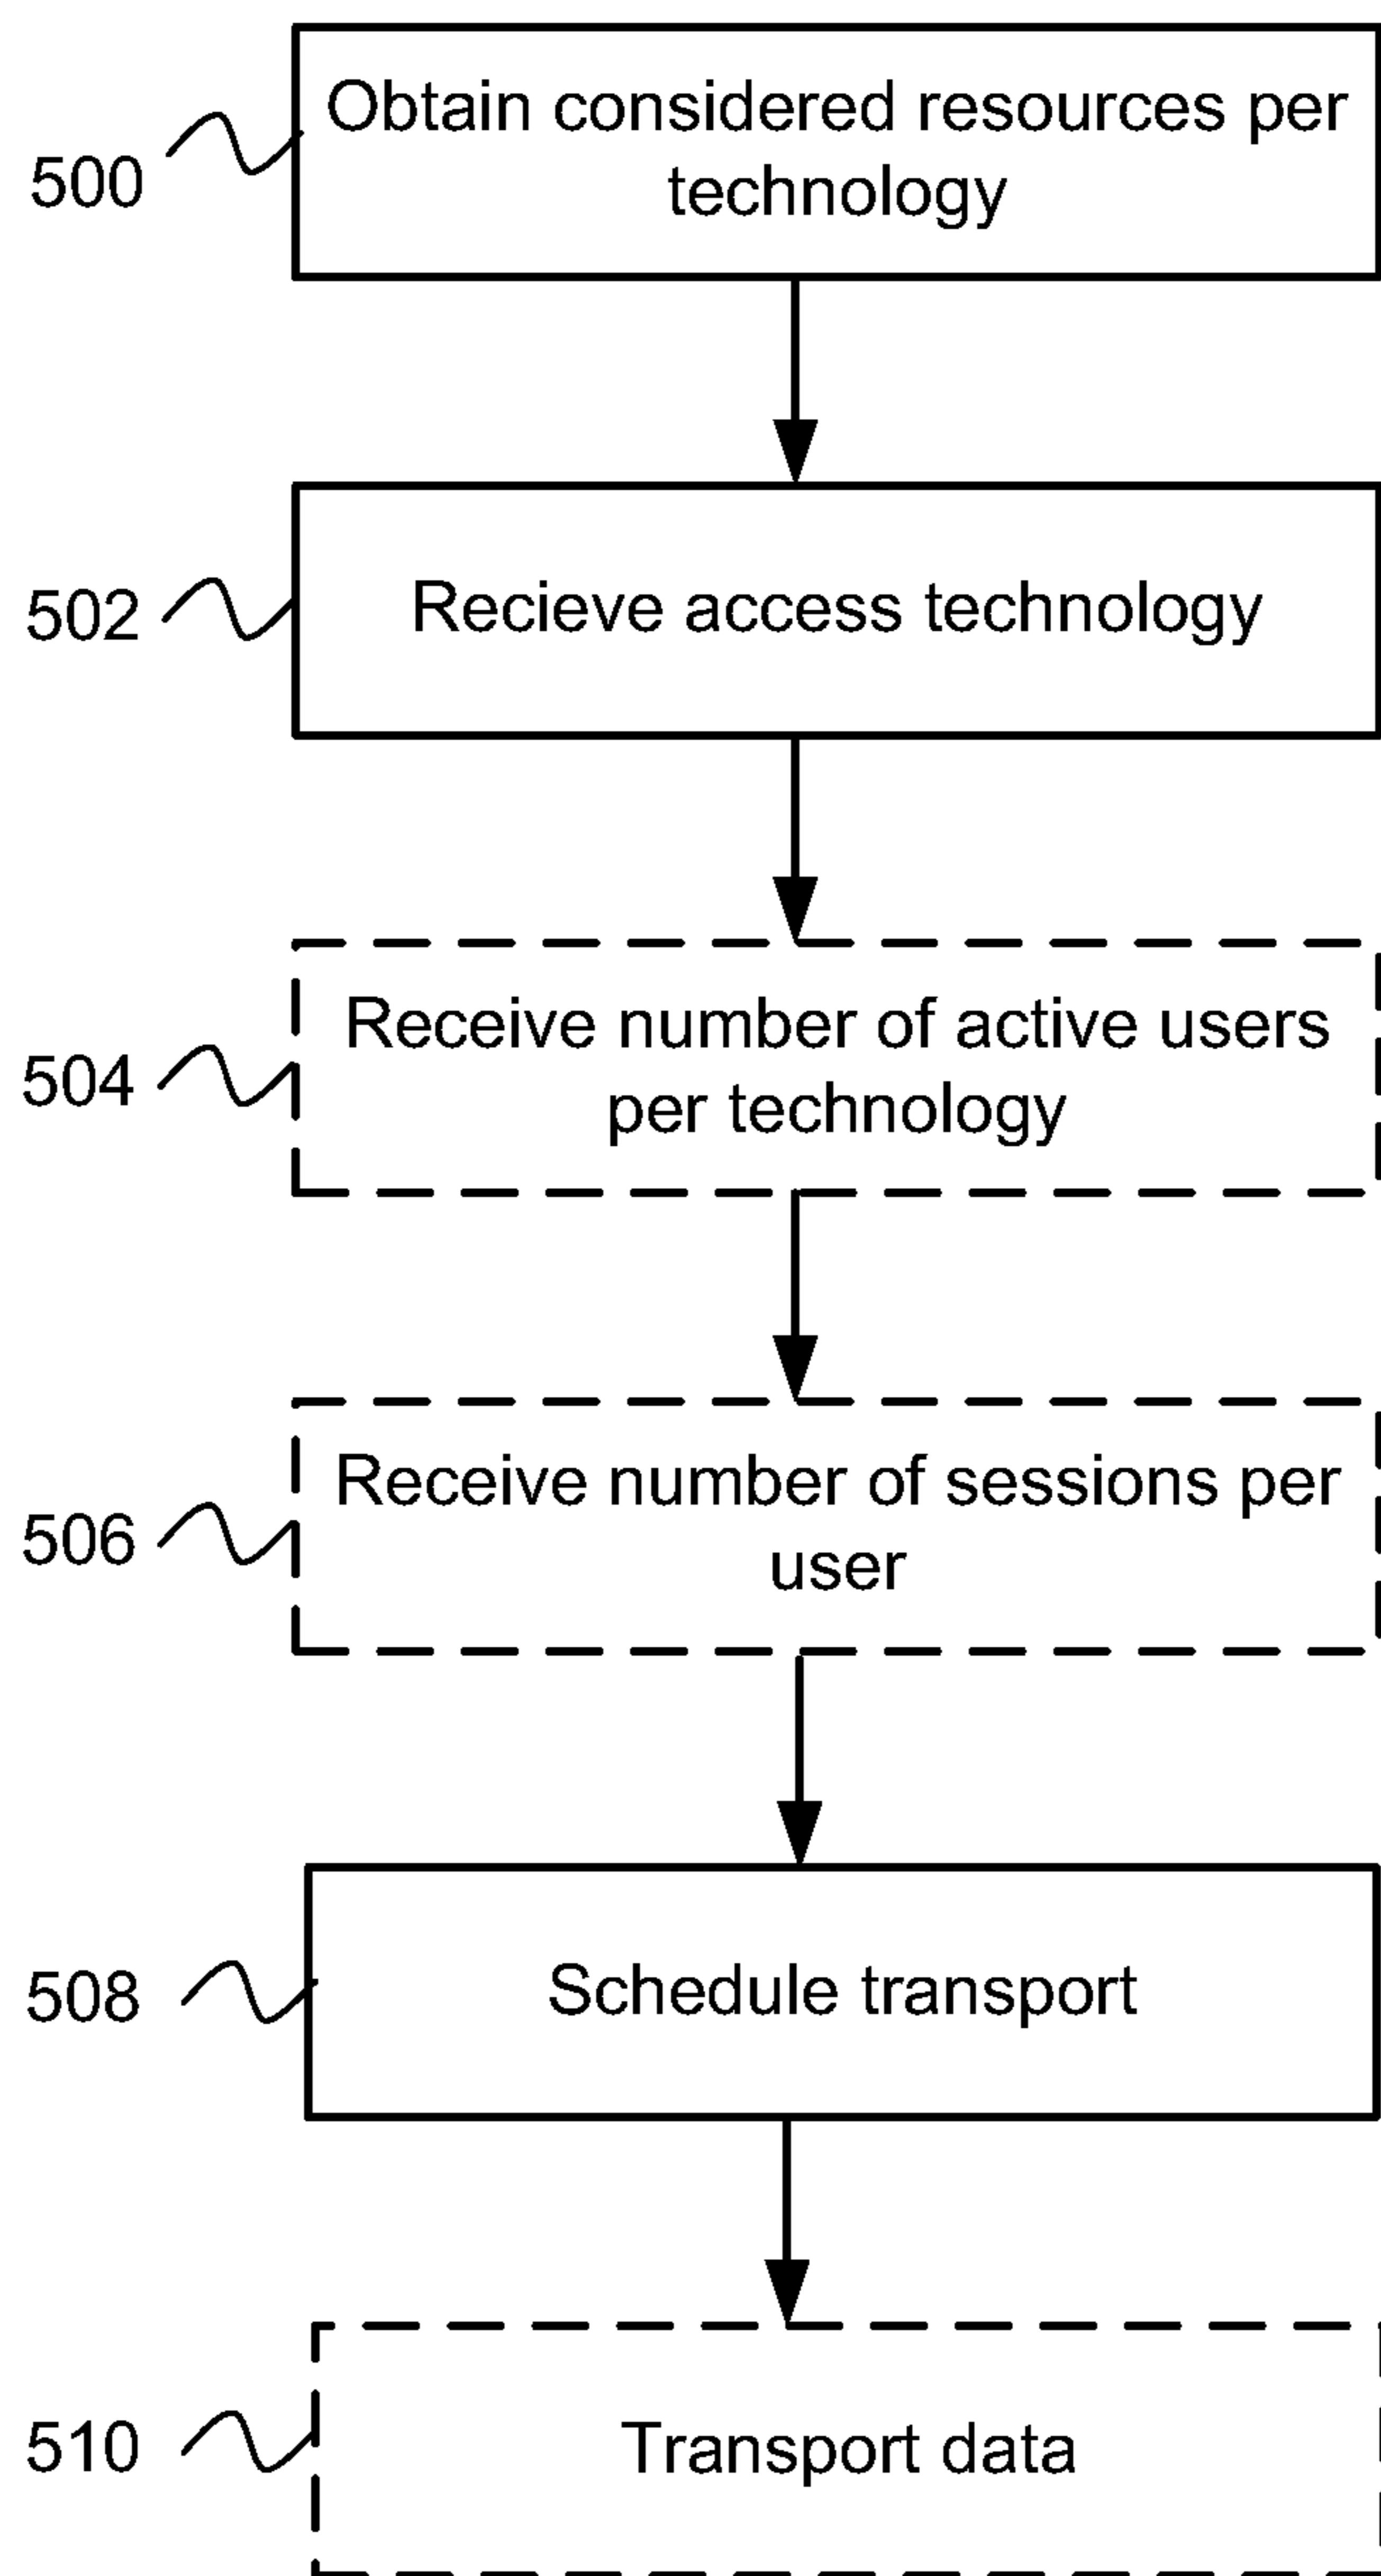 Obtain considered resources per
technology
500
Recieve access technology
502
Receive number of active users
per technology
504
Receive number of sessions per
user
506
Schedule transport
508
Transport data
510